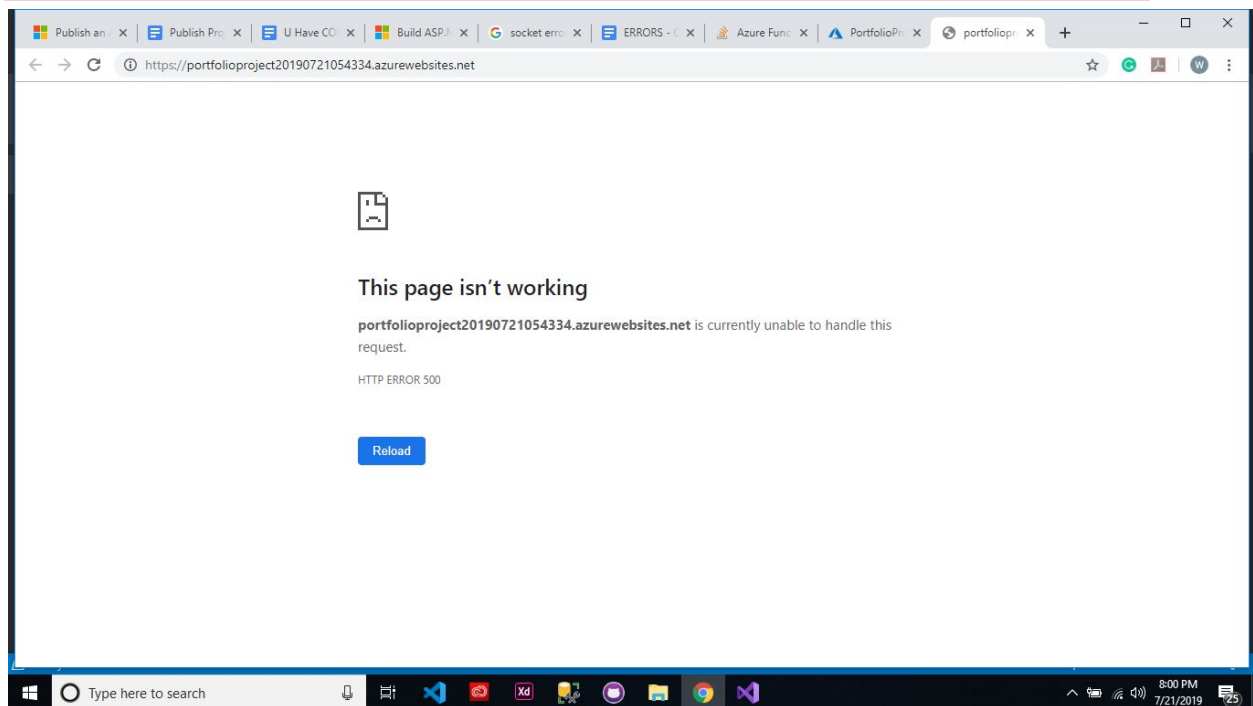 Publish an
Publish Pro
U Have CO
Build ASP.N
socket erro
ERRORS - (
Azure Func
PortfolioPr
portfoliopr
https://portfolioproject20190721054334.azurewebsites.net
W
This page isn't working
portfolioproject20190721054334.azurewebsites.net is currently unable to handle this
request.
HTTP ERROR 500
Reload
Type here to search
Xd
8:00 PM
7/21/2019
25